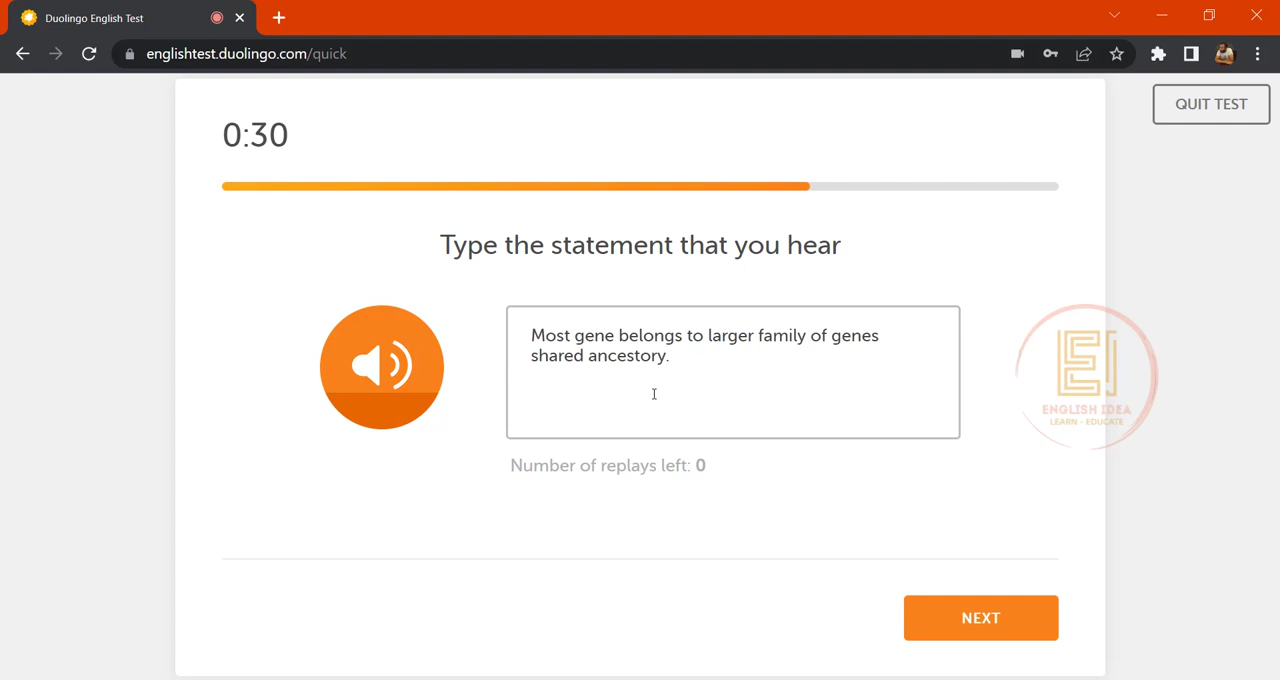 Duolingo English Test
englishtest.duolingo.com/quick
QUIT TEST
0:30
Type the statement that you hear
Most gene belongs to larger family of genes
shared ancestory.
Number of replays left: 0
NEXT
EI
ENGLISH IDEA
LEARN - EDUCATE